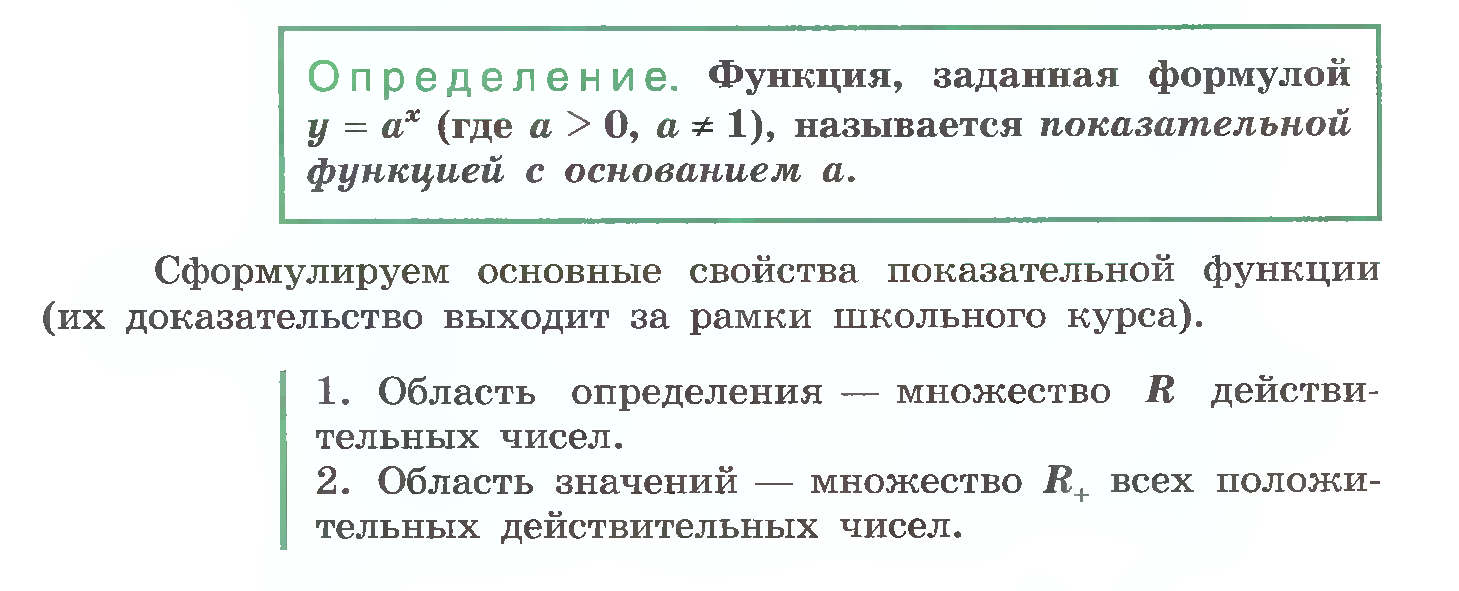 Определение. Функция, заданная формулой
y = aˣ (где a > 0, a ≠ 1), называется показательной
функцией с основанием a.
Сформулируем основные свойства показательной функции
(их доказательство выходит за рамки школьного курса).
1. Область определения — множество R действи-
тельных чисел.
2. Область значений — множество R₊ всех положи-
тельных действительных чисел.